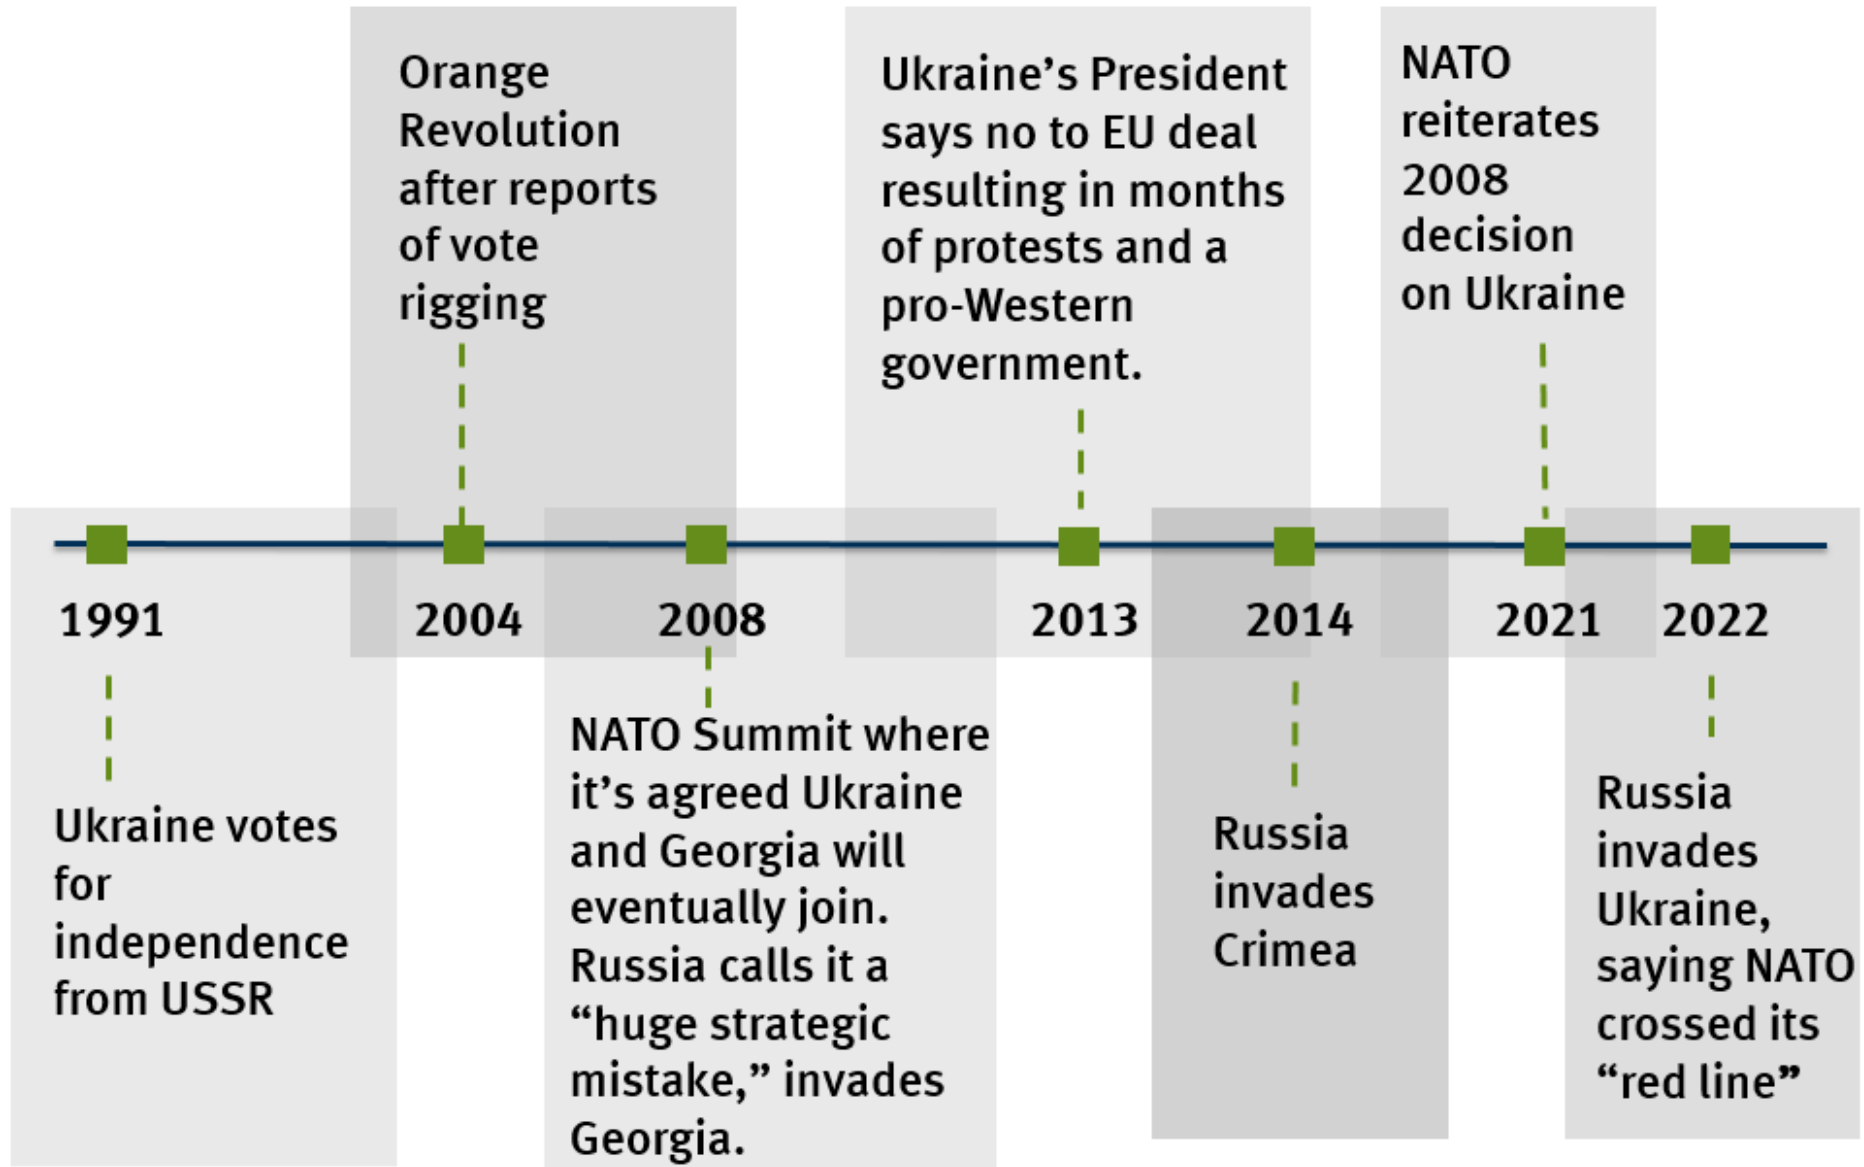 Orange
Revolution
after reports
of vote
rigging
Ukraine’s President
says no to EU deal
resulting in months
of protests and a
pro-Western
government.
NATO
reiterates
2008
decision
on Ukraine
1991
2004
2008
2013
2014
2021
2022
Ukraine votes
for
independence
from USSR
NATO Summit where
it’s agreed Ukraine
and Georgia will
eventually join.
Russia calls it a
“huge strategic
mistake,” invades
Georgia.
Russia
invades
Crimea
Russia
invades
Ukraine,
saying NATO
crossed its
“red line”